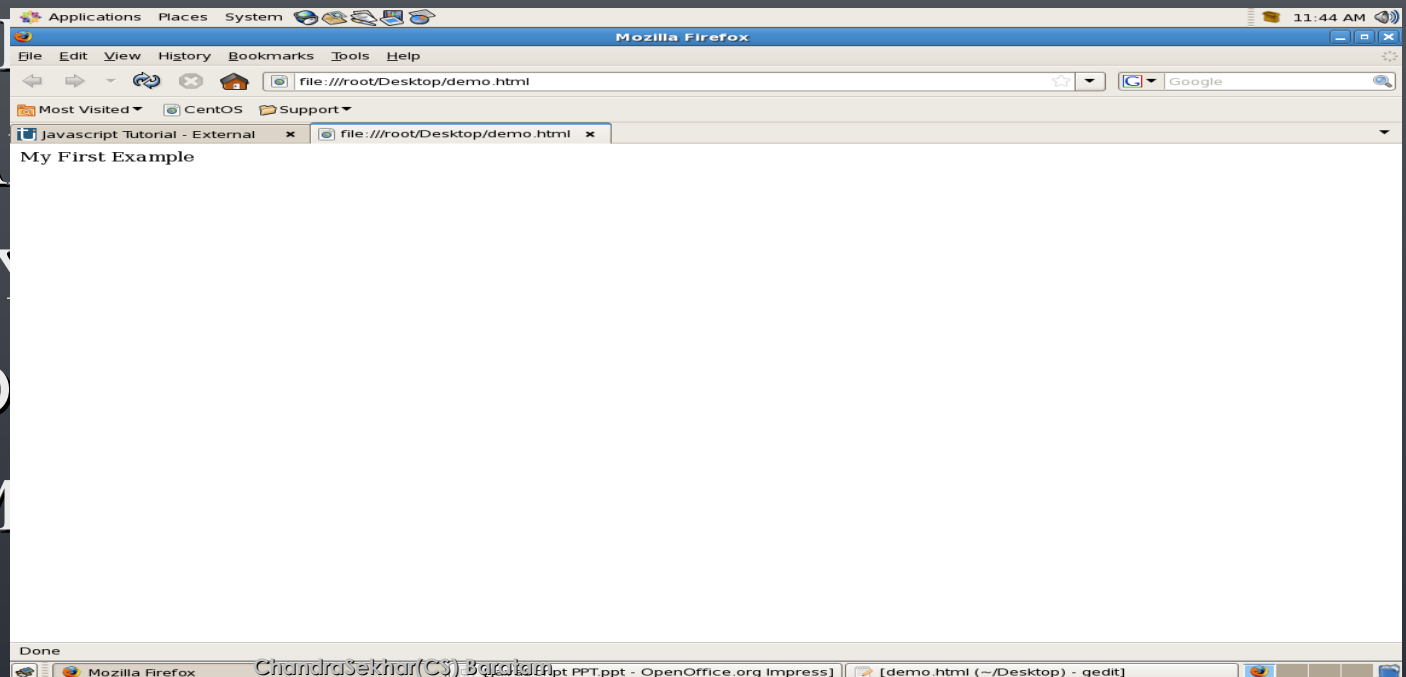 Applications Places System 11:44 AM
Mozilla Firefox
File Edit View History Bookmarks Tools Help
file:///root/Desktop/demo.html G Google
Most Visited CentOS Support
Javascript Tutorial - External file:///root/Desktop/demo.html
My First Example
Done
Mozilla Firefox ChandraSekhar(CS) Baratam PPT.ppt - OpenOffice.org Impress] [demo.html (~/Desktop) - gedit]